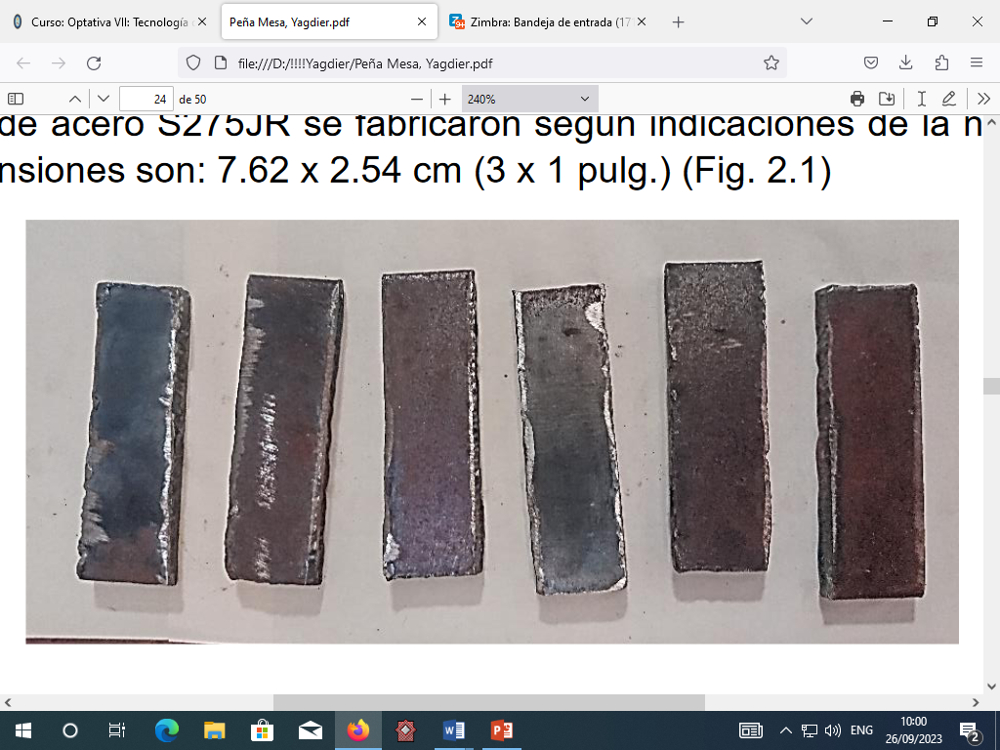 Curso: Optativa VII: Tecnología
Peña Mesa, Yagdier.pdf
Zimbra: Bandeja de entrada (17
file:///D:/!!!!Yagdier/Peña Mesa, Yagdier.pdf
24 de 50
240%
de acero S275JR se fabricaron según indicaciones de la
nsiones son: 7.62 x 2.54 cm (3 x 1 pulg.) (Fig. 2.1)
ENG
10:00
26/09/2023
2